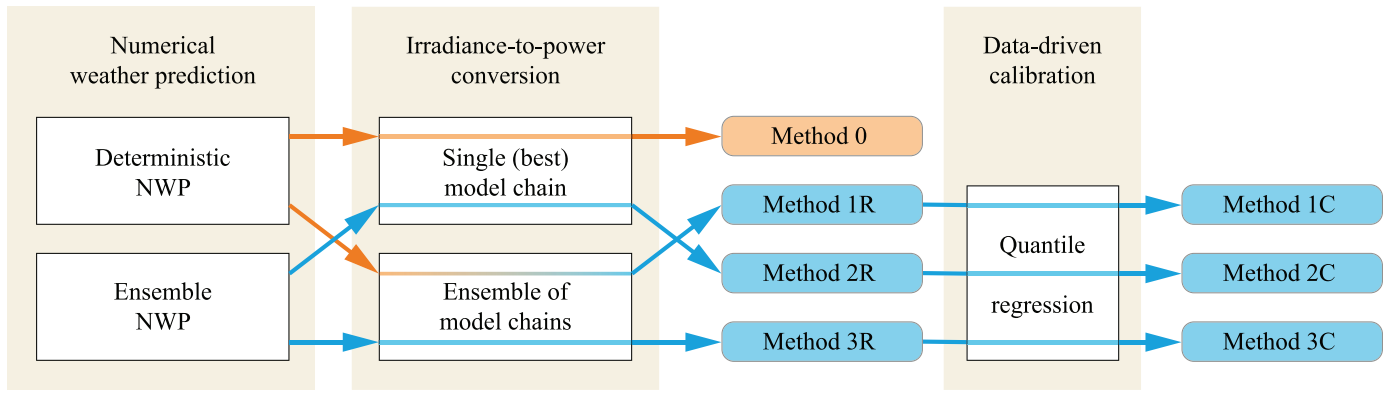 Numerical
weather prediction
Irradiance-to-power
conversion
Data-driven
calibration
Deterministic
NWP
Ensemble
NWP
Single (best)
model chain
Ensemble of
model chains
Method 0
Method 1R
Method 2R
Method 3R
Quantile
regression
Method 1C
Method 2C
Method 3C